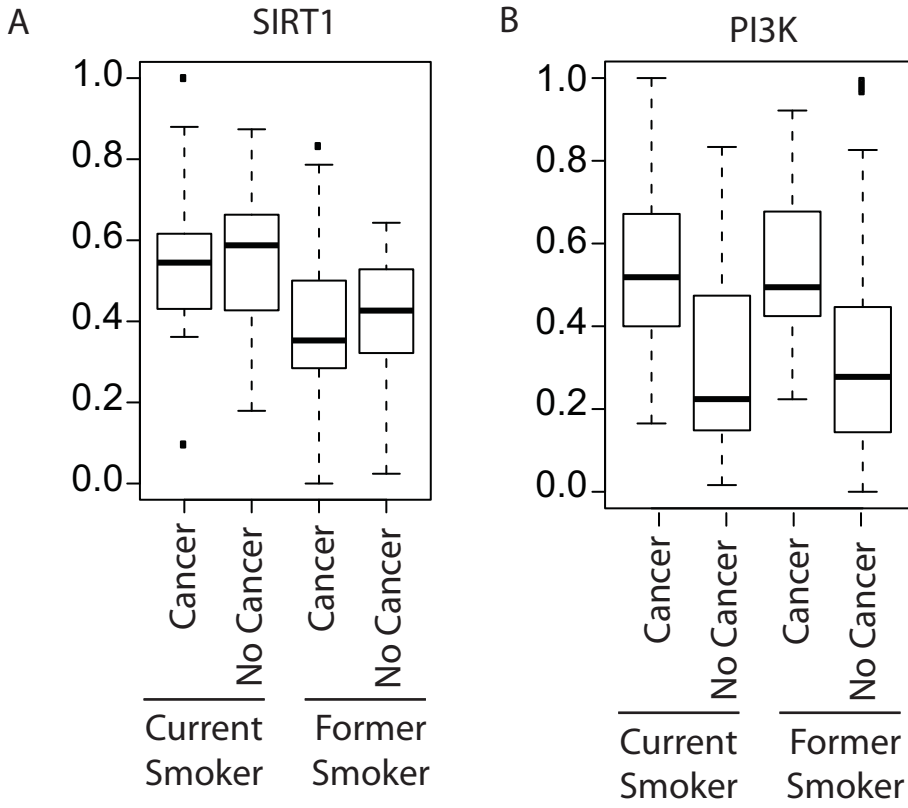 A
SIRT1
1.0
0.8
0.6
0.4
0.2
0.0
Cancer
No Cancer
Cancer
No Cancer
Current
Smoker
Former
Smoker
B
PI3K
1.0
0.8
0.6
0.4
0.2
0.0
Cancer
No Cancer
Cancer
No Cancer
Current
Smoker
Former
Smoker